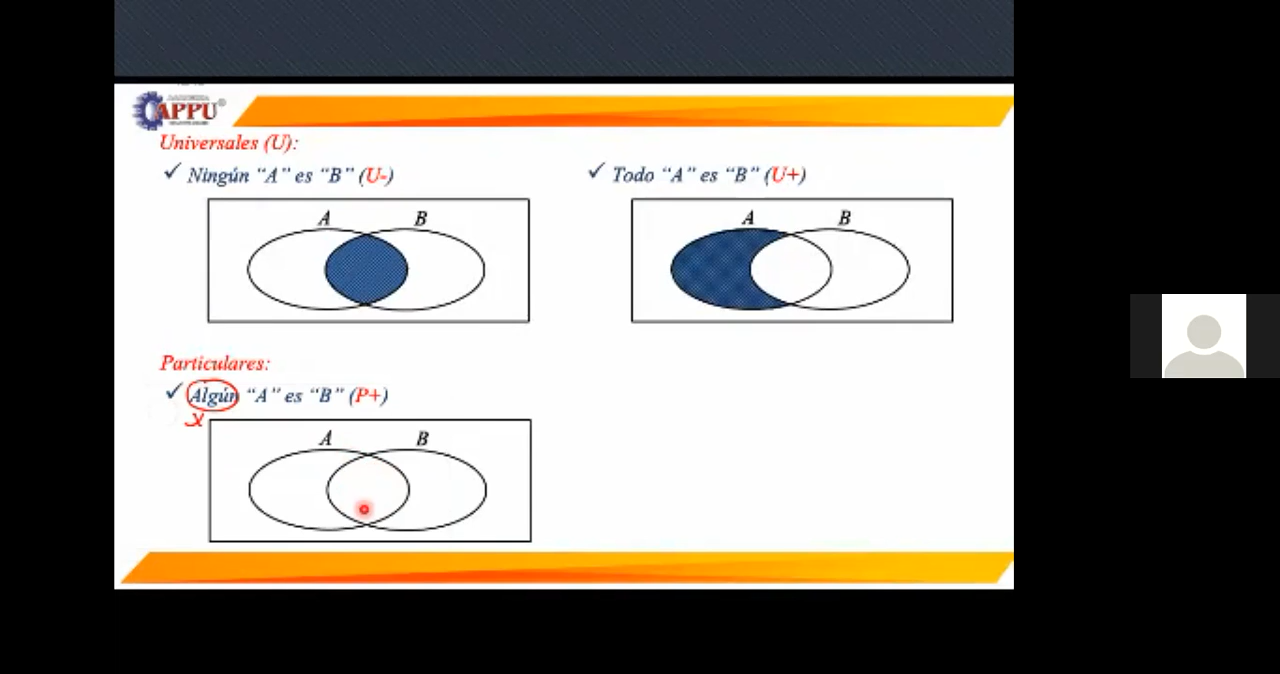 APPU®
Universales (U):
✓ Ningún “A” es “B” (U-)
A B
✓ Todo “A” es “B” (U+)
A B
Particulares:
✓ Algún “A” es “B” (P+)
x
A B